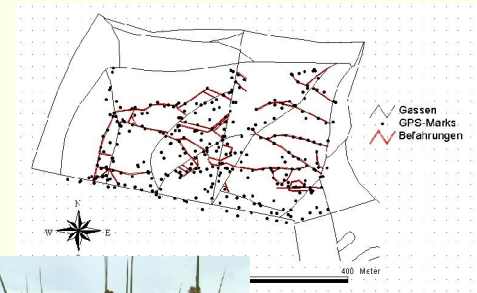 Gassen
GPS-Marks
Befahrungen
N
W E
S
400 Meter